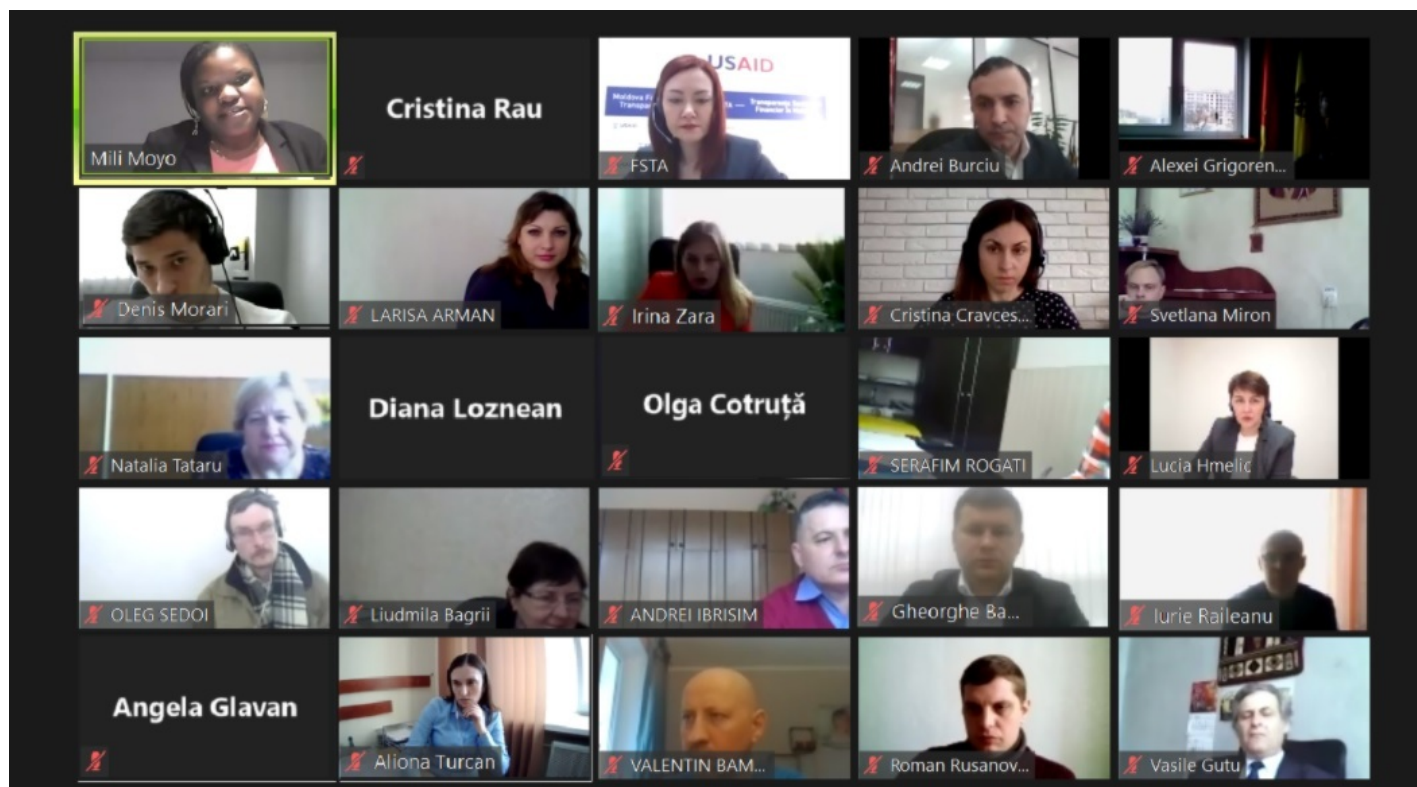 Mili Moyo
Cristina Rau
USAID
FSTA
Andrei Burciu
Alexei Grigoren...
Denis Morari
LARISA ARMAN
Irina Zara
Cristina Cravces...
Svetlana Miron
Natalia Tataru
Diana Loznean
Olga Cotruță
SERAFIM ROGATI
Lucia Hmelic
OLEG SEDOI
Liudmila Bagrii
ANDREI IBRISIM
Gheorghe Ba...
Iurie Raileanu
Angela Glavan
Aliona Turcan
VALENTIN BAM...
Roman Rusanov...
Vasile Gutu